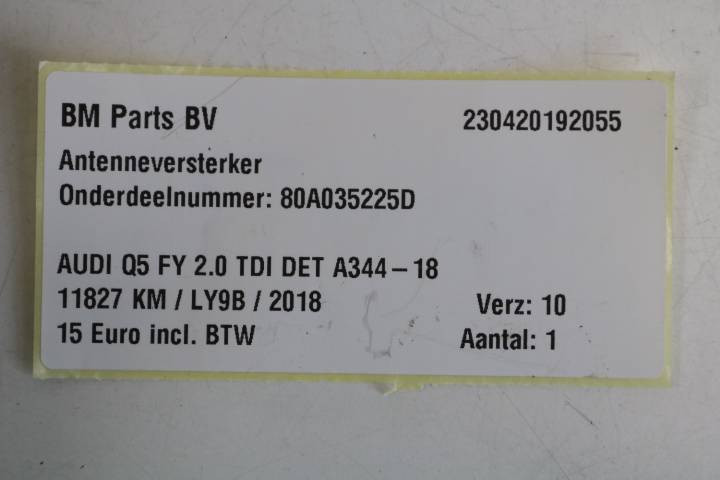 BM Parts BV 230420192055
Antenneversterker
Onderdeelnummer: 80A035225D
AUDI Q5 FY 2.0 TDI DET A344-18
11827 KM / LY9B / 2018 Verz: 10
15 Euro incl. BTW Aantal: 1